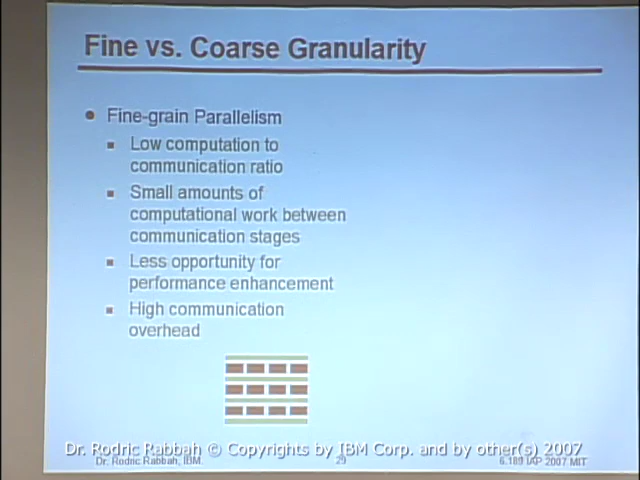 Fine vs. Coarse Granularity
Fine-grain Parallelism
Low computation to
communication ratio
Small amounts of
computational work between
communication stages
Less opportunity for
performance enhancement
High communication
overhead
Dr. Rodric Rabbah © Copyrights by IBM Corp. and by other(s) 2007
Dr. Rodric Rabbah, IBM.
29
6.189 IAP 2007 MIT